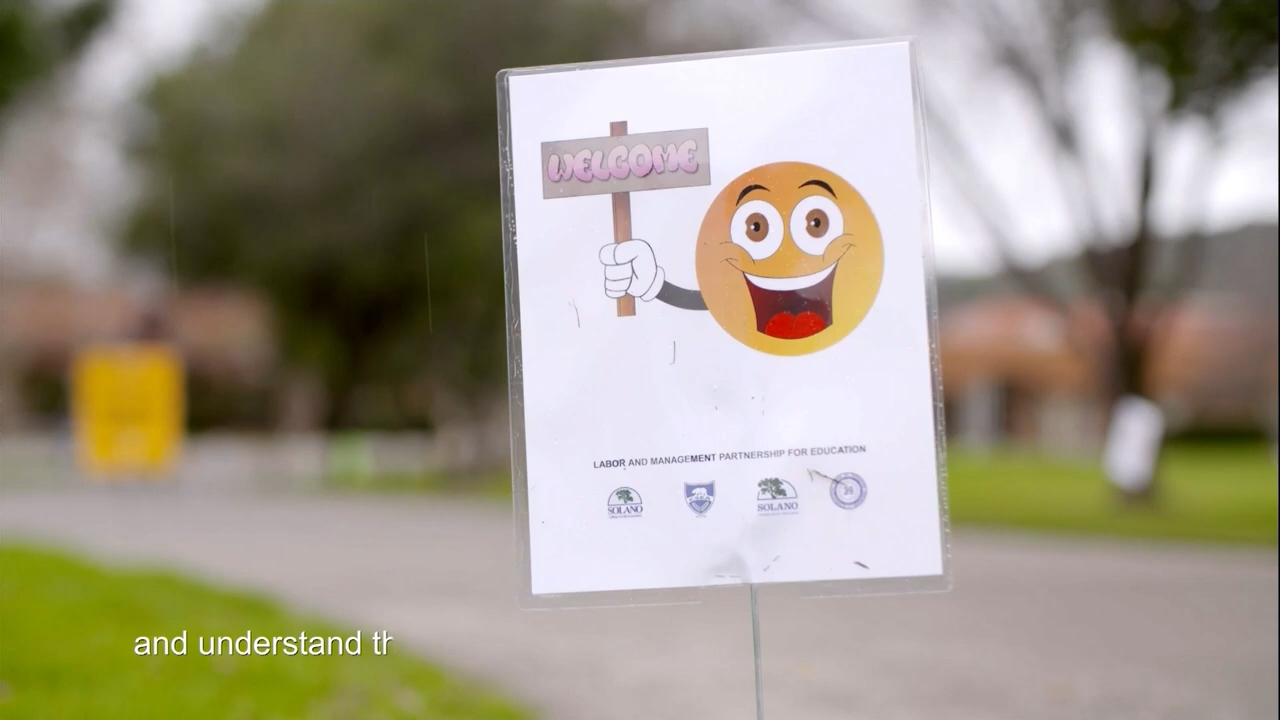 WELCOME
LABOR AND MANAGEMENT PARTNERSHIP FOR EDUCATION
SOLANO
SOLANO
and understand th